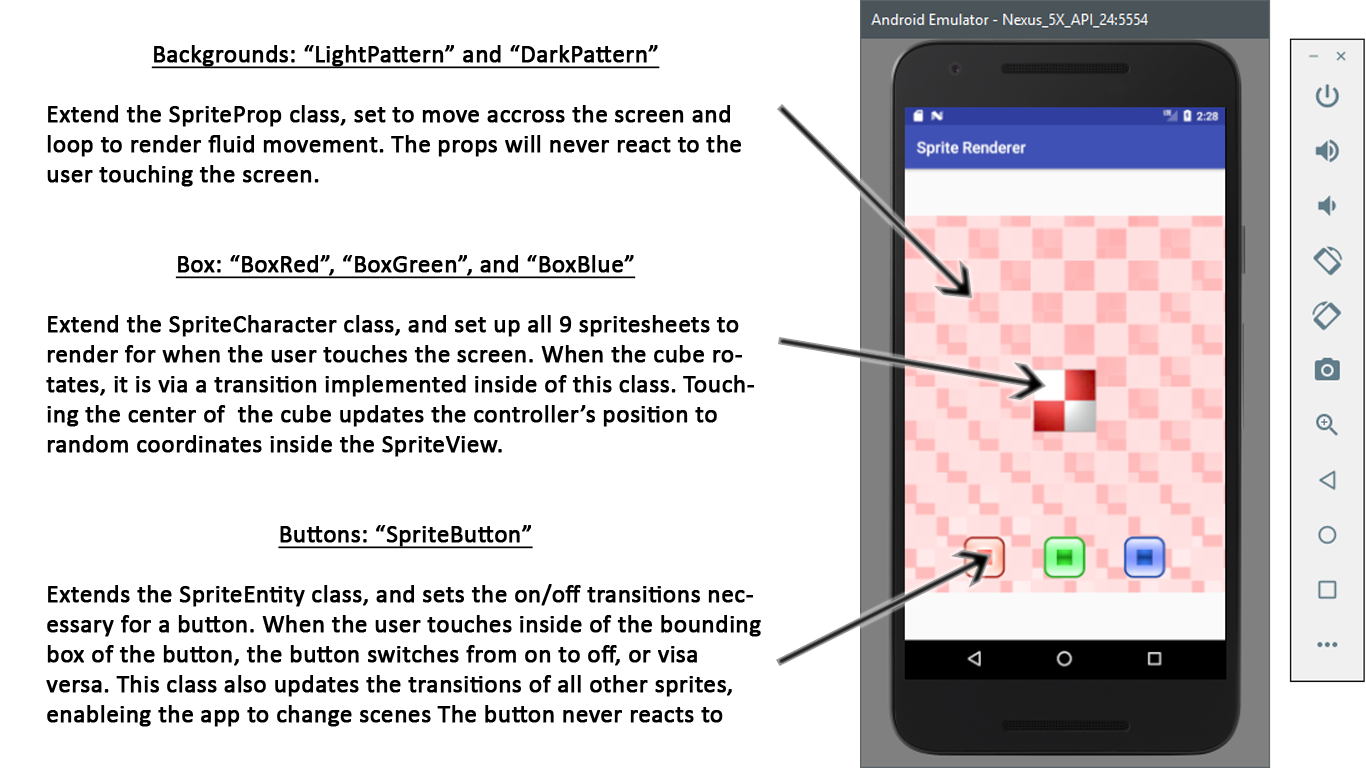 Backgrounds: “LightPattern” and “DarkPattern”
Extend the SpriteProp class, set to move accross the screen and
loop to render fluid movement. The props will never react to the
user touching the screen.
Box: “BoxRed”, “BoxGreen”, and “BoxBlue”
Extend the SpriteCharacter class, and set up all 9 spritesheets to
render for when the user touches the screen. When the cube ro-
tates, it is via a transition implemented inside of this class. Touch-
ing the center of  the cube updates the controller’s position to
random coordinates inside the SpriteView.
Buttons: “SpriteButton”
Extends the SpriteEntity class, and sets the on/off transitions nec-
essary for a button. When the user touches inside of the bounding
box of the button, the button switches from on to off, or visa
versa. This class also updates the transitions of all other sprites,
enableing the app to change scenes The button never reacts to
Android Emulator - Nexus_5X_API_24:5554
2:28
Sprite Renderer